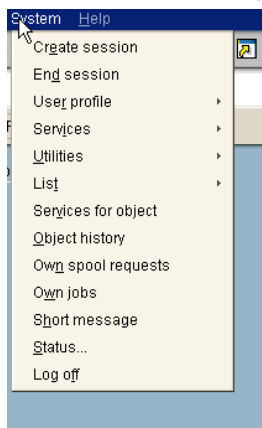 System Help
Create session
End session
User profile
Services
Utilities
List
Services for object
Object history
Own spool requests
Own jobs
Short message
Status...
Log off